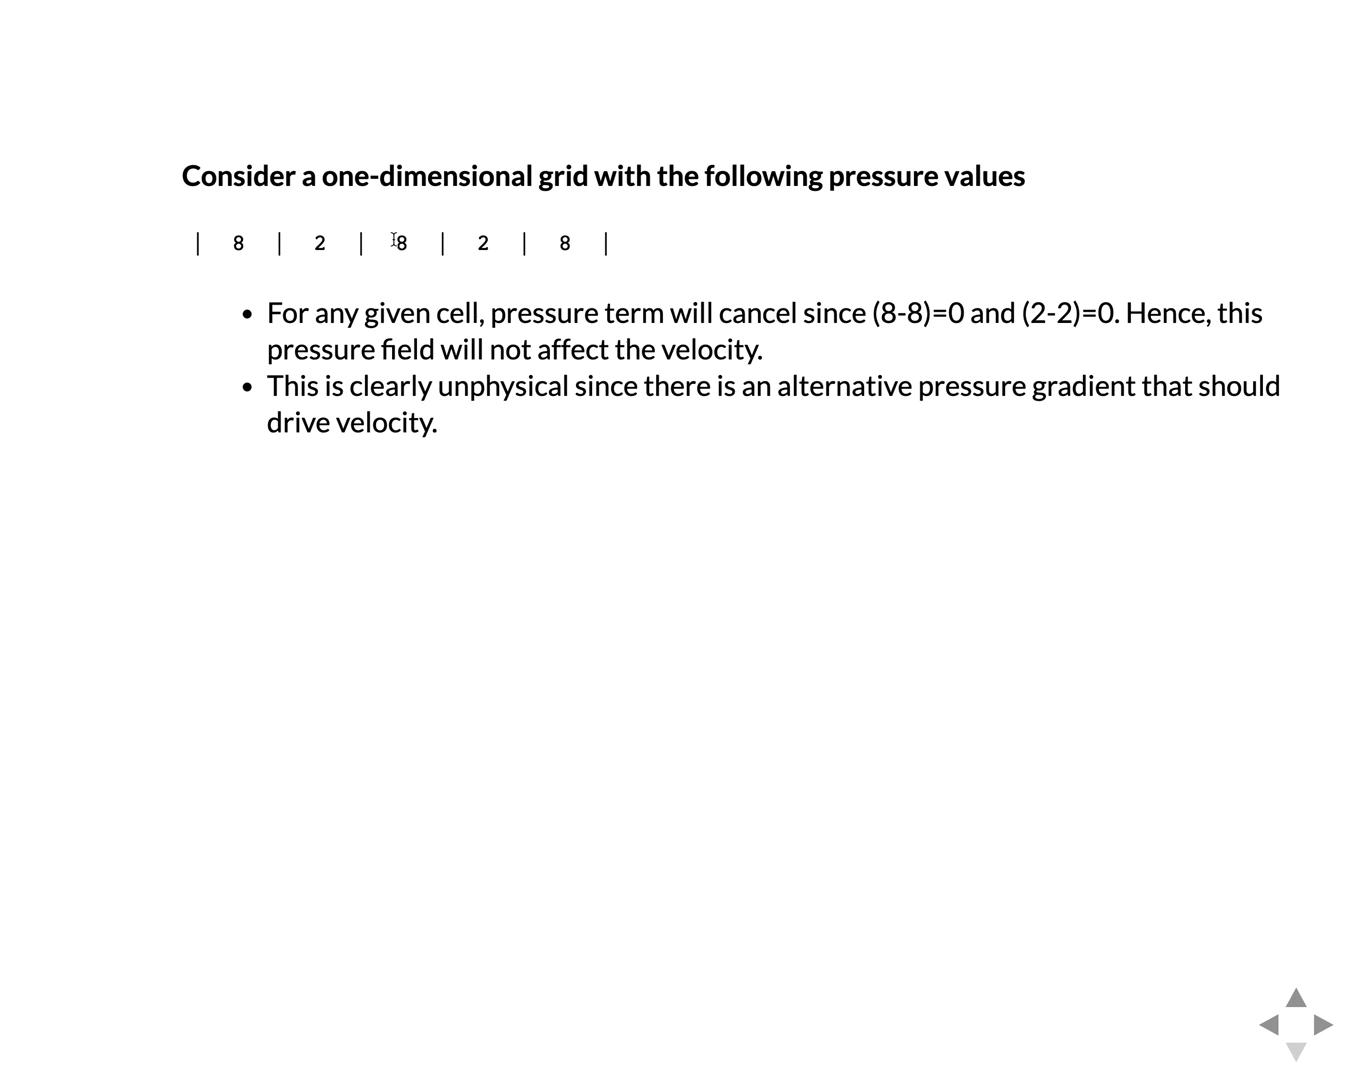 Consider a one-dimensional grid with the following pressure values
| 8 | 2 | 8 | 2 | 8 |
• For any given cell, pressure term will cancel since (8-8)=0 and (2-2)=0. Hence, this
pressure field will not affect the velocity.
• This is clearly unphysical since there is an alternative pressure gradient that should
drive velocity.